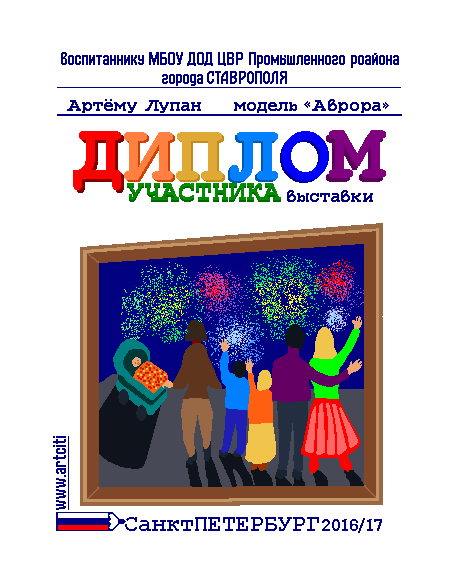 воспитаннику МБОУ ДОД ЦВР Промышленного роайона
города СТАВРОПОЛЯ
Артёму Лупан модель «Аврора»
ДИПЛОМ
УЧАСТНИКА выставки
www.artciti
СанктПЕТЕРБУРГ2016/17